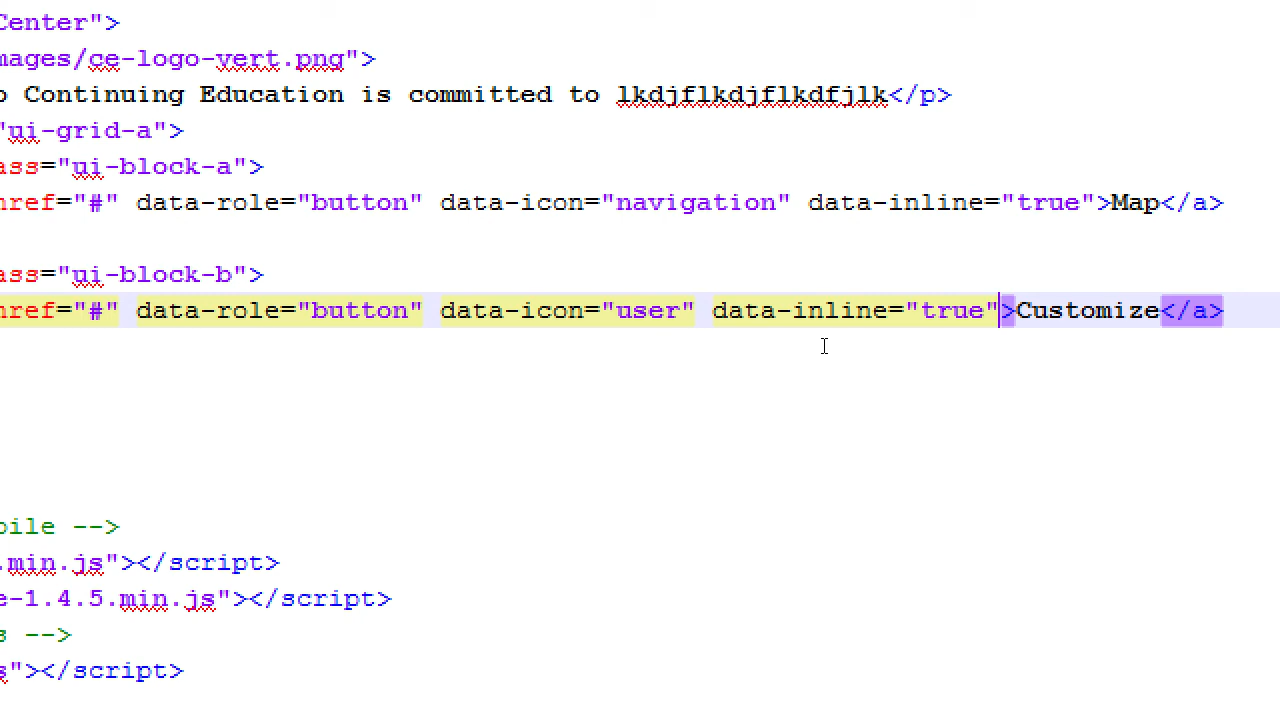 Center">
mages/ce-logo-vert.png">
o Continuing Education is committed to lkdjflkdjflkdfjlk</p>
"ui-grid-a">
ass="ui-block-a">
href="#" data-role="button" data-icon="navigation" data-inline="true">Map</a>
ass="ui-block-b">
href="#" data-role="button" data-icon="user" data-inline="true">Customize</a>
bile -->
.min.js"></script>
e-1.4.5.min.js"></script>
s -->
s"></script>